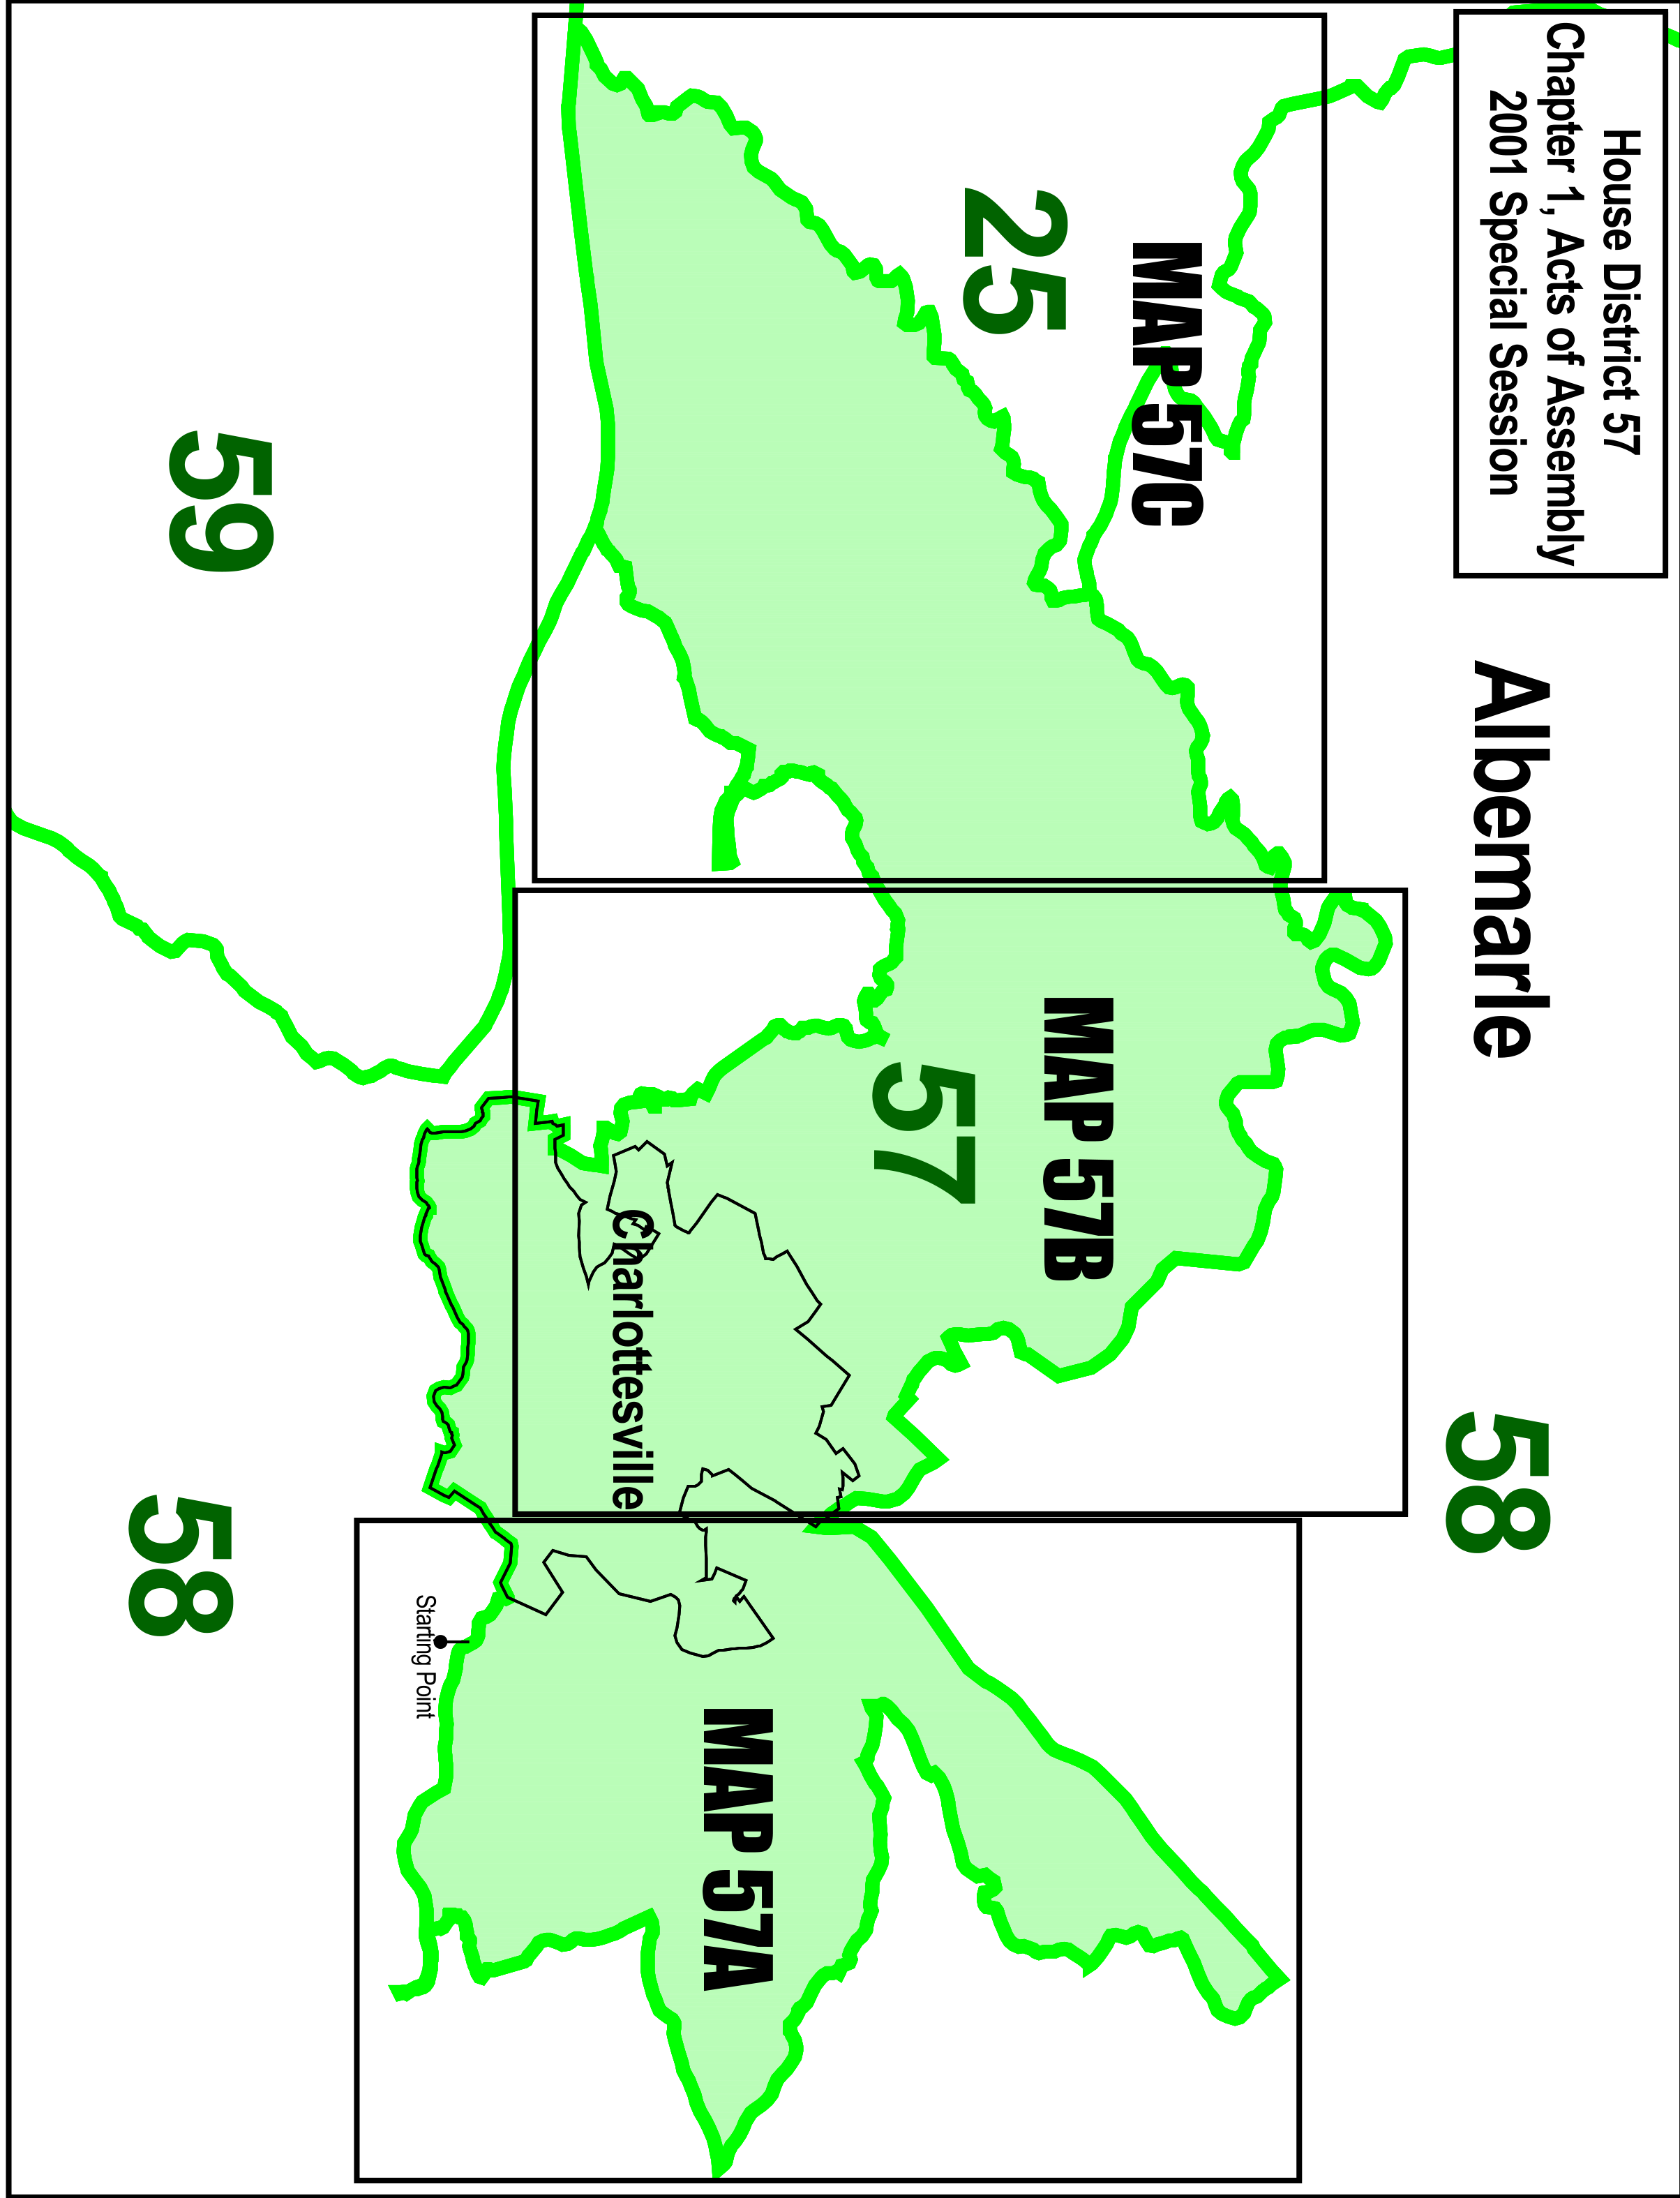 House District 57
Chapter 1, Acts of Assembly
2001 Special Session
Albemarle
58
MAP 57C
25
MAP 57B
57
Charlottesville
MAP 57A
Starting Point
59
58